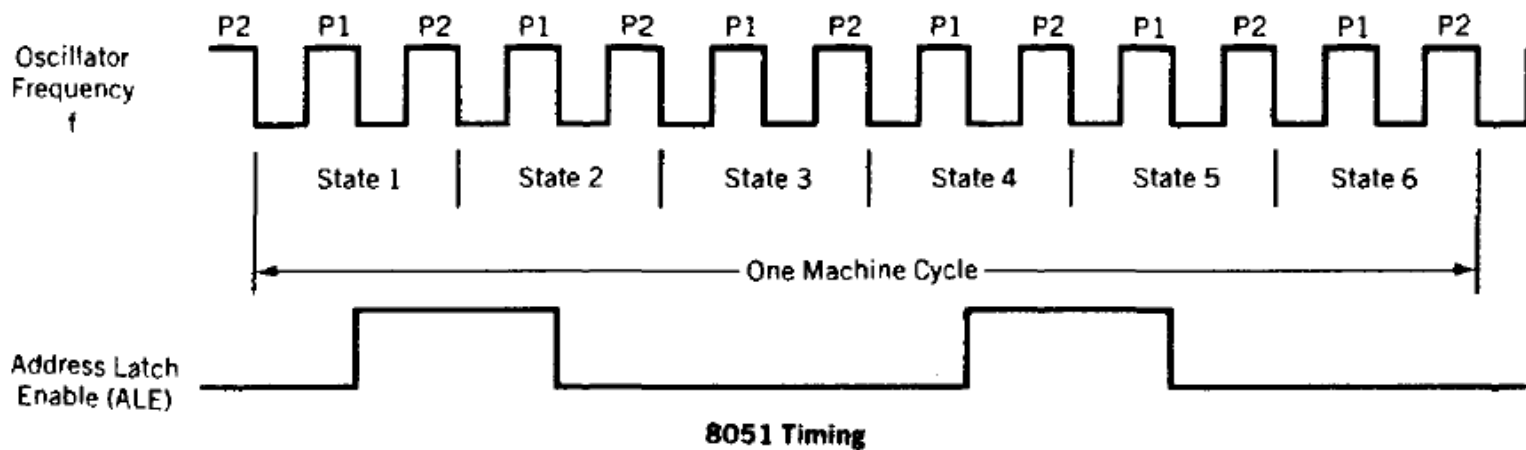 P2 P1 P2 P1 P2 P1 P2 P1 P2 P1 P2 P1 P2
Oscillator
Frequency
f
State 1 State 2 State 3 State 4 State 5 State 6
One Machine Cycle
Address Latch
Enable (ALE)
8051 Timing